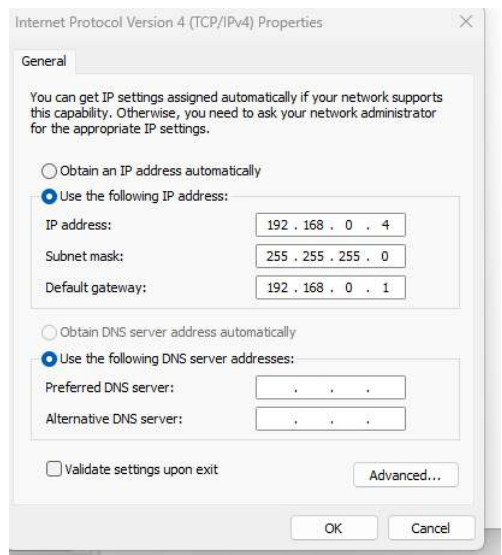 Internet Protocol Version 4 (TCP/IPv4) Properties
General
You can get IP settings assigned automatically if your network supports
this capability. Otherwise, you need to ask your network administrator
for the appropriate IP settings.
Obtain an IP address automatically
Use the following IP address:
IP address: 192 . 168 . 0 . 4
Subnet mask: 255 . 255 . 255 . 0
Default gateway: 192 . 168 . 0 . 1
Obtain DNS server address automatically
Use the following DNS server addresses:
Preferred DNS server: . . .
Alternative DNS server: . . .
Validate settings upon exit
Advanced...
OK Cancel